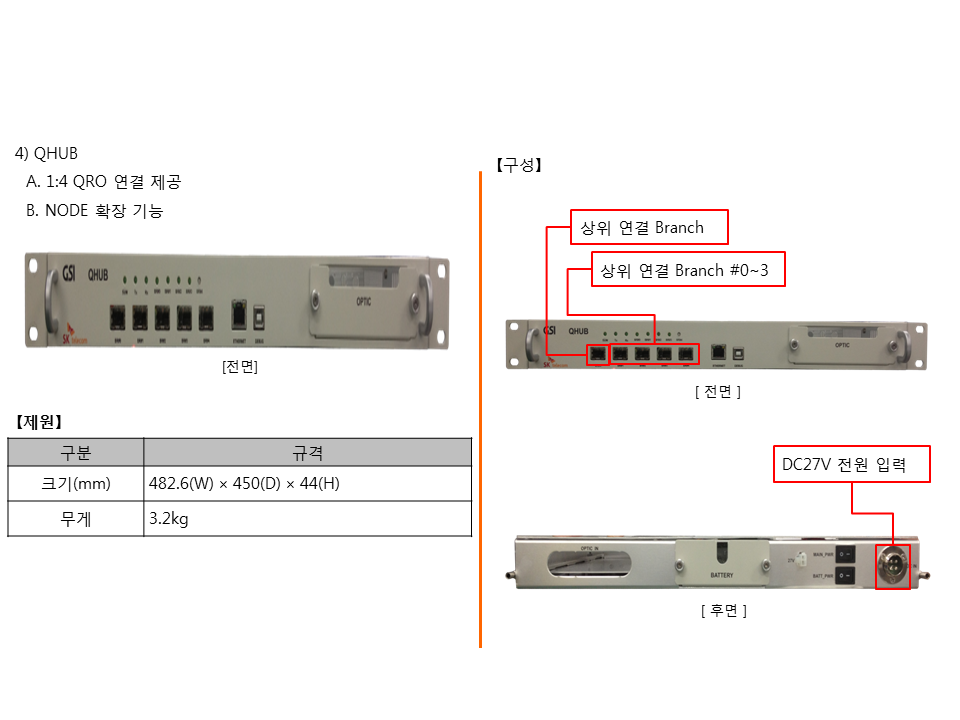 4) QHUB
A. 1:4 QRO 연결 제공
B. NODE 확장 기능
GSI QHUB
OPTIC
SK
ETHERNET
[전면]
【제원】
구분 규격
크기(mm) 482.6(W) × 450(D) × 44(H)
무게 3.2kg
【구성】
상위 연결 Branch
상위 연결 Branch #0~3
GSI QHUB
OPTIC
SK
[ 전면 ]
DC27V 전원 입력
OPTIC IN
BATTERY
27V
MAIN_PWR
BATT_PWR
IN
[ 후면 ]